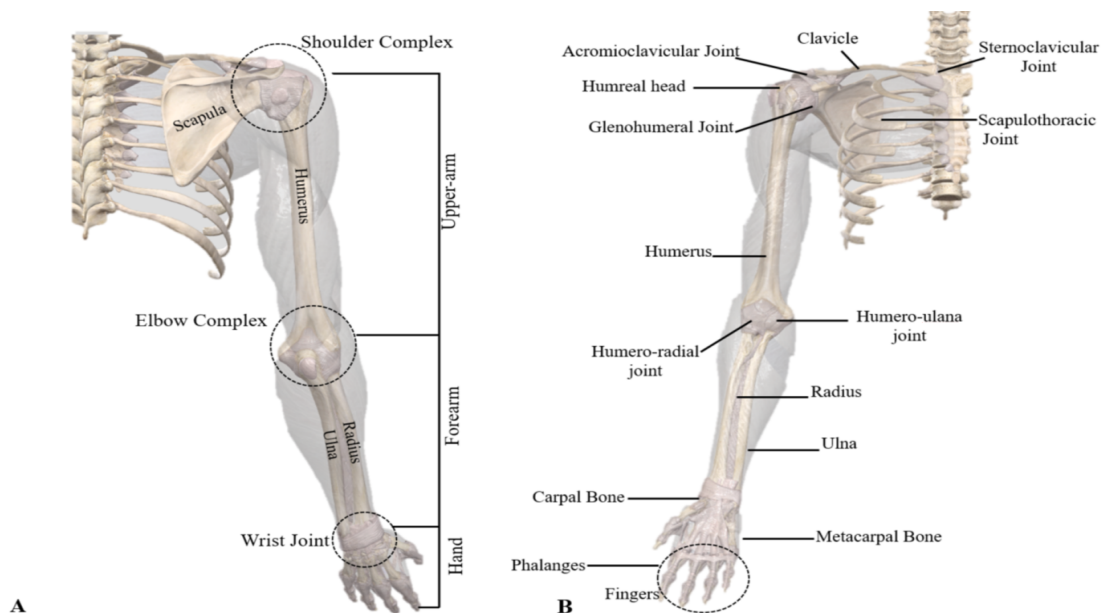 Shoulder Complex
Scapula
Humerus
Upper-arm
Elbow Complex
Forearm
Ulna
Radius
Wrist Joint
Hand
A
Clavicle
Acromioclavicular Joint
Sternoclavicular
Joint
Humreal head
Glenohumeral Joint
Scapulothoracic
Joint
Humerus
Humero-ulana
joint
Humero-radial
joint
Radius
Ulna
Carpal Bone
Metacarpal Bone
Phalanges
Fingers
B